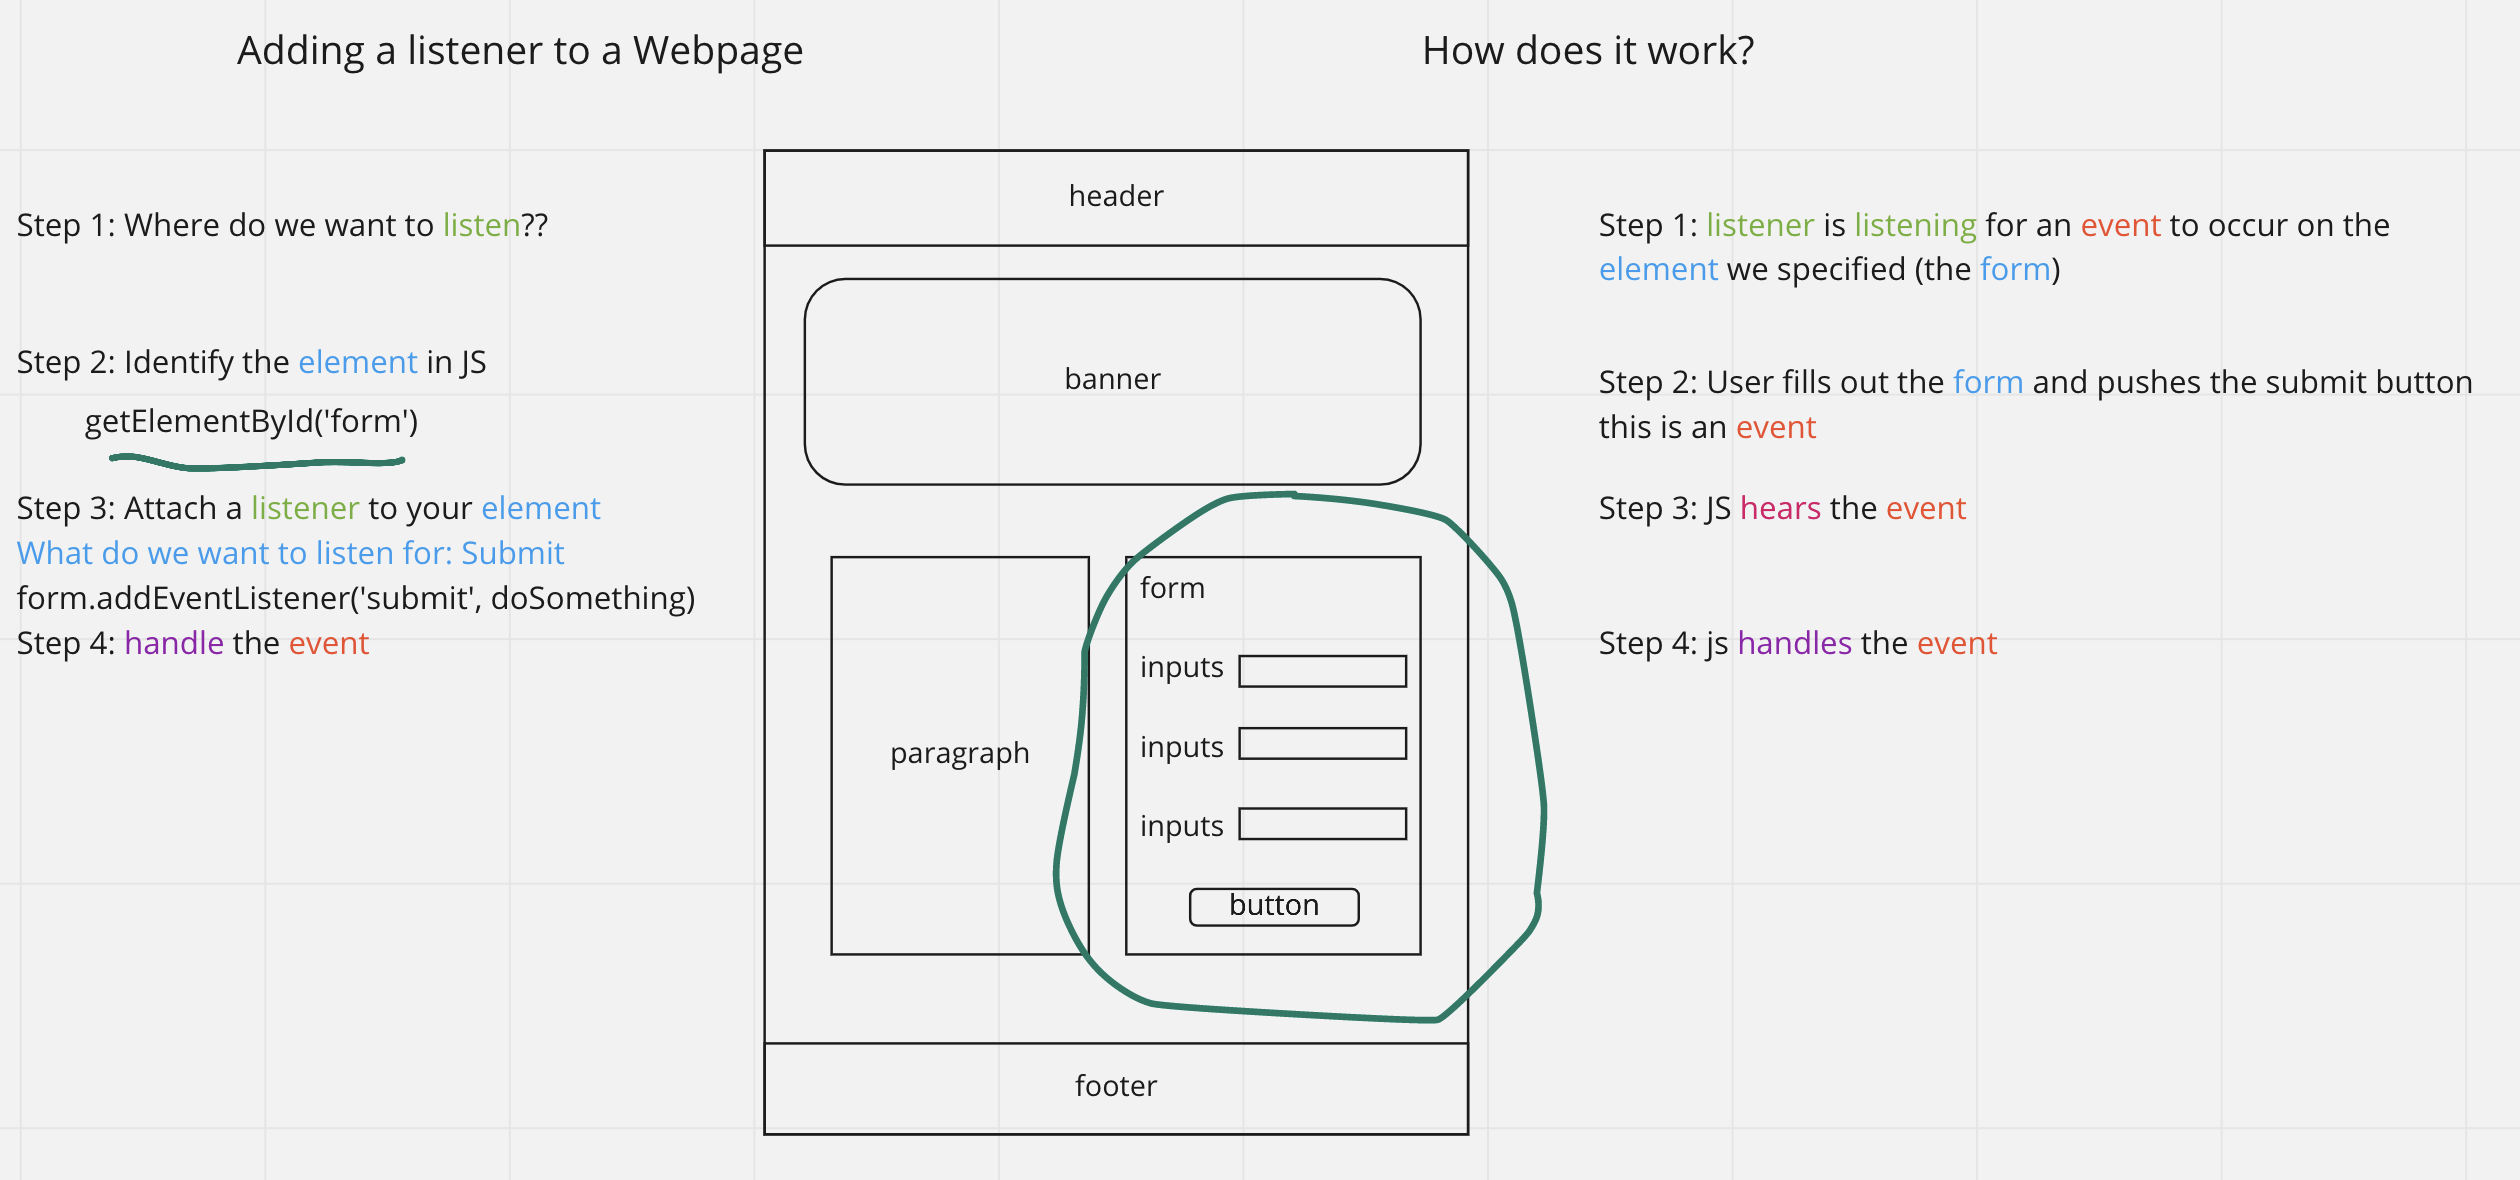 Adding a listener to a Webpage
How does it work?
Step 1: Where do we want to listen??
Step 2: Identify the element in JS
getElementById('form')
Step 3: Attach a listener to your element
What do we want to listen for: Submit
form.addEventListener('submit', doSomething)
Step 4: handle the event
header
banner
paragraph
form
inputs
inputs
inputs
button
footer
Step 1: listener is listening for an event to occur on the
element we specified (the form)
Step 2: User fills out the form and pushes the submit button
this is an event
Step 3: JS hears the event
Step 4: js handles the event